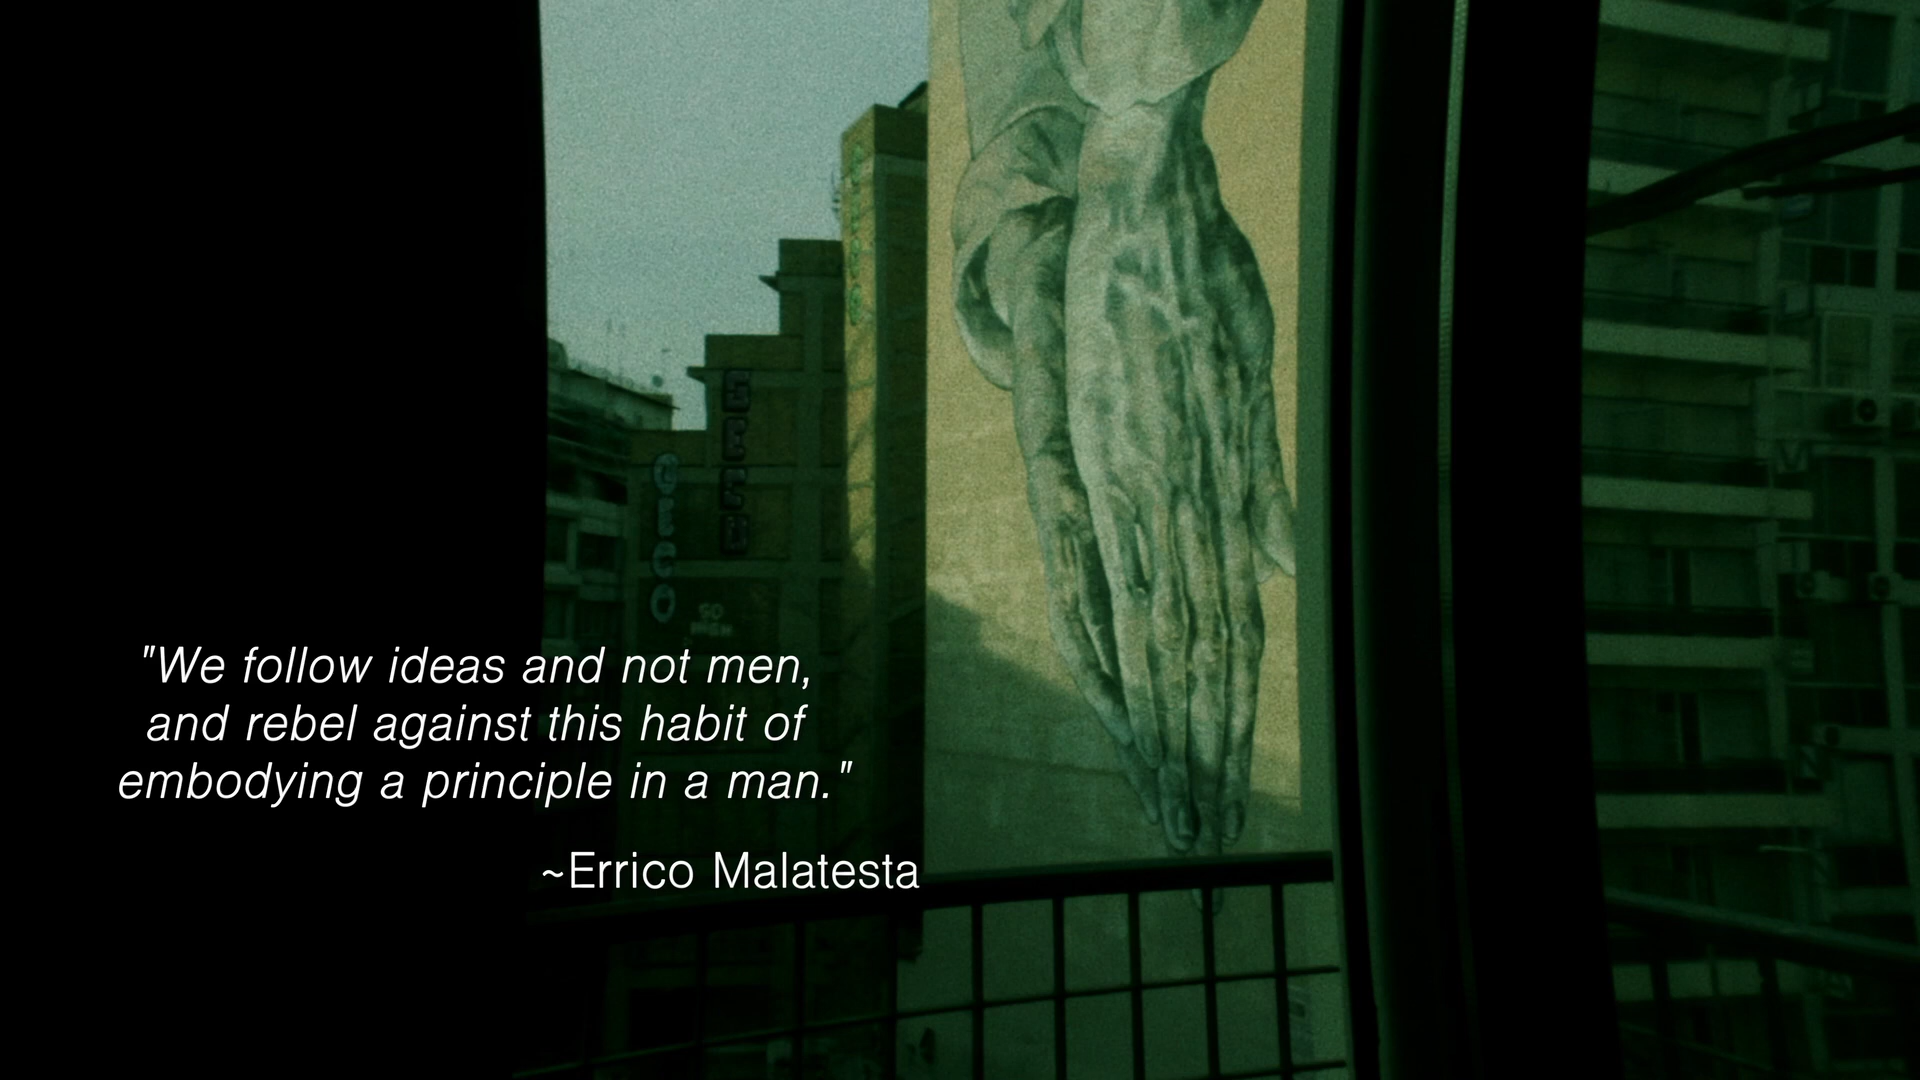 "We follow ideas and not men,
and rebel against this habit of
embodying a principle in a man."
~Errico Malatesta